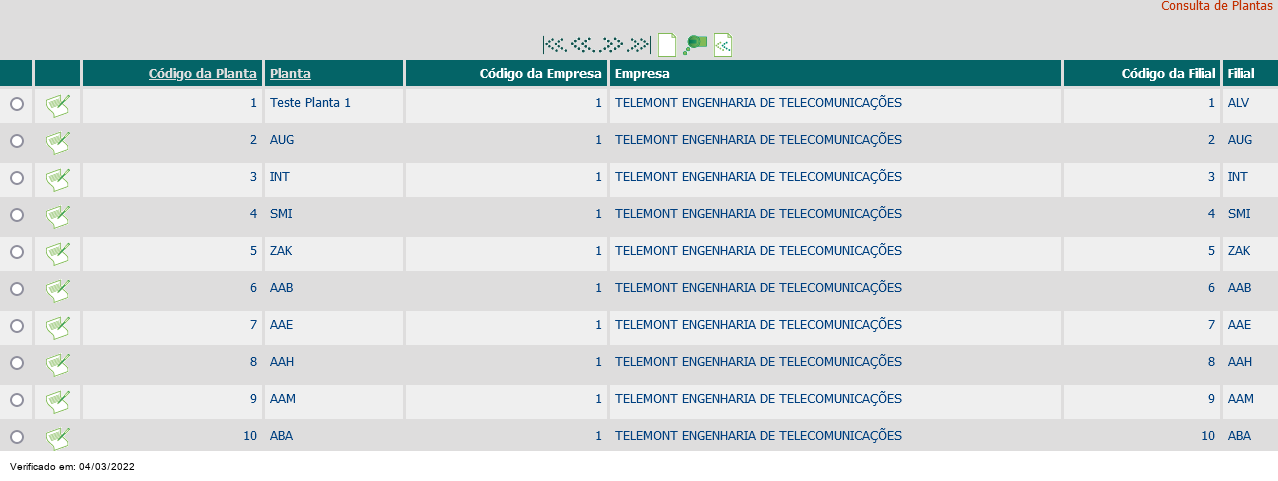 Consulta de Plantas
Código da Planta Planta Código da Empresa Empresa Código da Filial Filial
1 Teste Planta 1 1 TELEMONT ENGENHARIA DE TELECOMUNICAÇÕES 1 ALV
2 AUG 1 TELEMONT ENGENHARIA DE TELECOMUNICAÇÕES 2 AUG
3 INT 1 TELEMONT ENGENHARIA DE TELECOMUNICAÇÕES 3 INT
4 SMI 1 TELEMONT ENGENHARIA DE TELECOMUNICAÇÕES 4 SMI
5 ZAK 1 TELEMONT ENGENHARIA DE TELECOMUNICAÇÕES 5 ZAK
6 AAB 1 TELEMONT ENGENHARIA DE TELECOMUNICAÇÕES 6 AAB
7 AAE 1 TELEMONT ENGENHARIA DE TELECOMUNICAÇÕES 7 AAE
8 AAH 1 TELEMONT ENGENHARIA DE TELECOMUNICAÇÕES 8 AAH
9 AAM 1 TELEMONT ENGENHARIA DE TELECOMUNICAÇÕES 9 AAM
10 ABA 1 TELEMONT ENGENHARIA DE TELECOMUNICAÇÕES 10 ABA
Verificado em: 04/03/2022